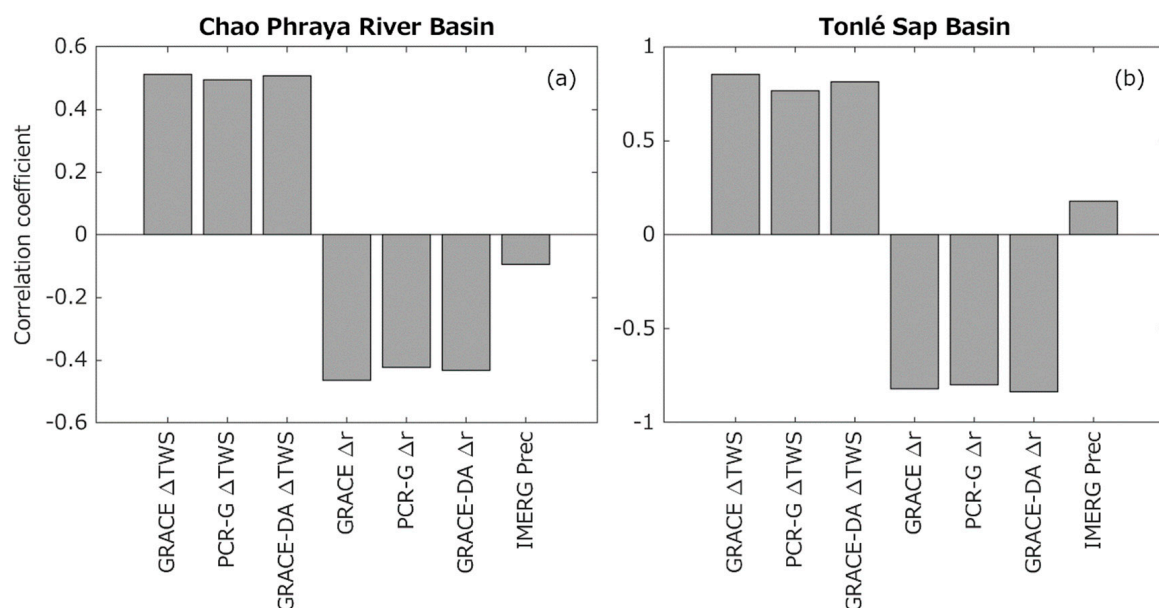 Chao Phraya River Basin
(a)
Correlation coefficient
0.6
0.4
0.2
0
-0.2
-0.4
-0.6
GRACE ΔTWS
PCR-G ΔTWS
GRACE-DA ΔTWS
GRACE Δr
PCR-G Δr
GRACE-DA Δr
IMERG Prec
Tonlé Sap Basin
(b)
1
0.5
0
-0.5
-1
GRACE ΔTWS
PCR-G ΔTWS
GRACE-DA ΔTWS
GRACE Δr
PCR-G Δr
GRACE-DA Δr
IMERG Prec